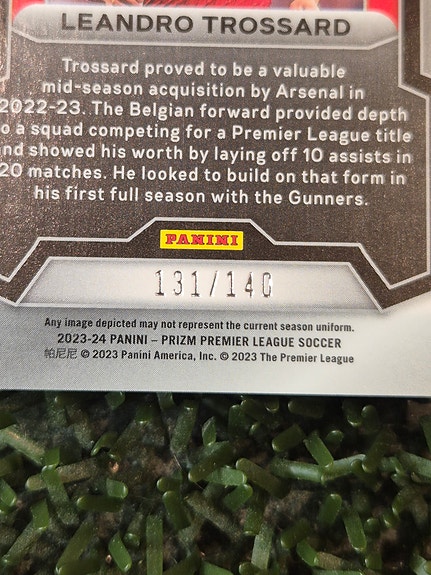 LEANDRO TROSSARD
Trossard proved to be a valuable
mid-season acquisition by Arsenal in
2022-23. The Belgian forward provided depth
o a squad competing for a Premier League title
nd showed his worth by laying off 10 assists in
20 matches. He looked to build on that form in
his first full season with the Gunners.
PANINI
131/140
Any image depicted may not represent the current season uniform.
2023-24 PANINI – PRIZM PREMIER LEAGUE SOCCER
帕尼尼 © 2023 Panini America, Inc. © 2023 The Premier League